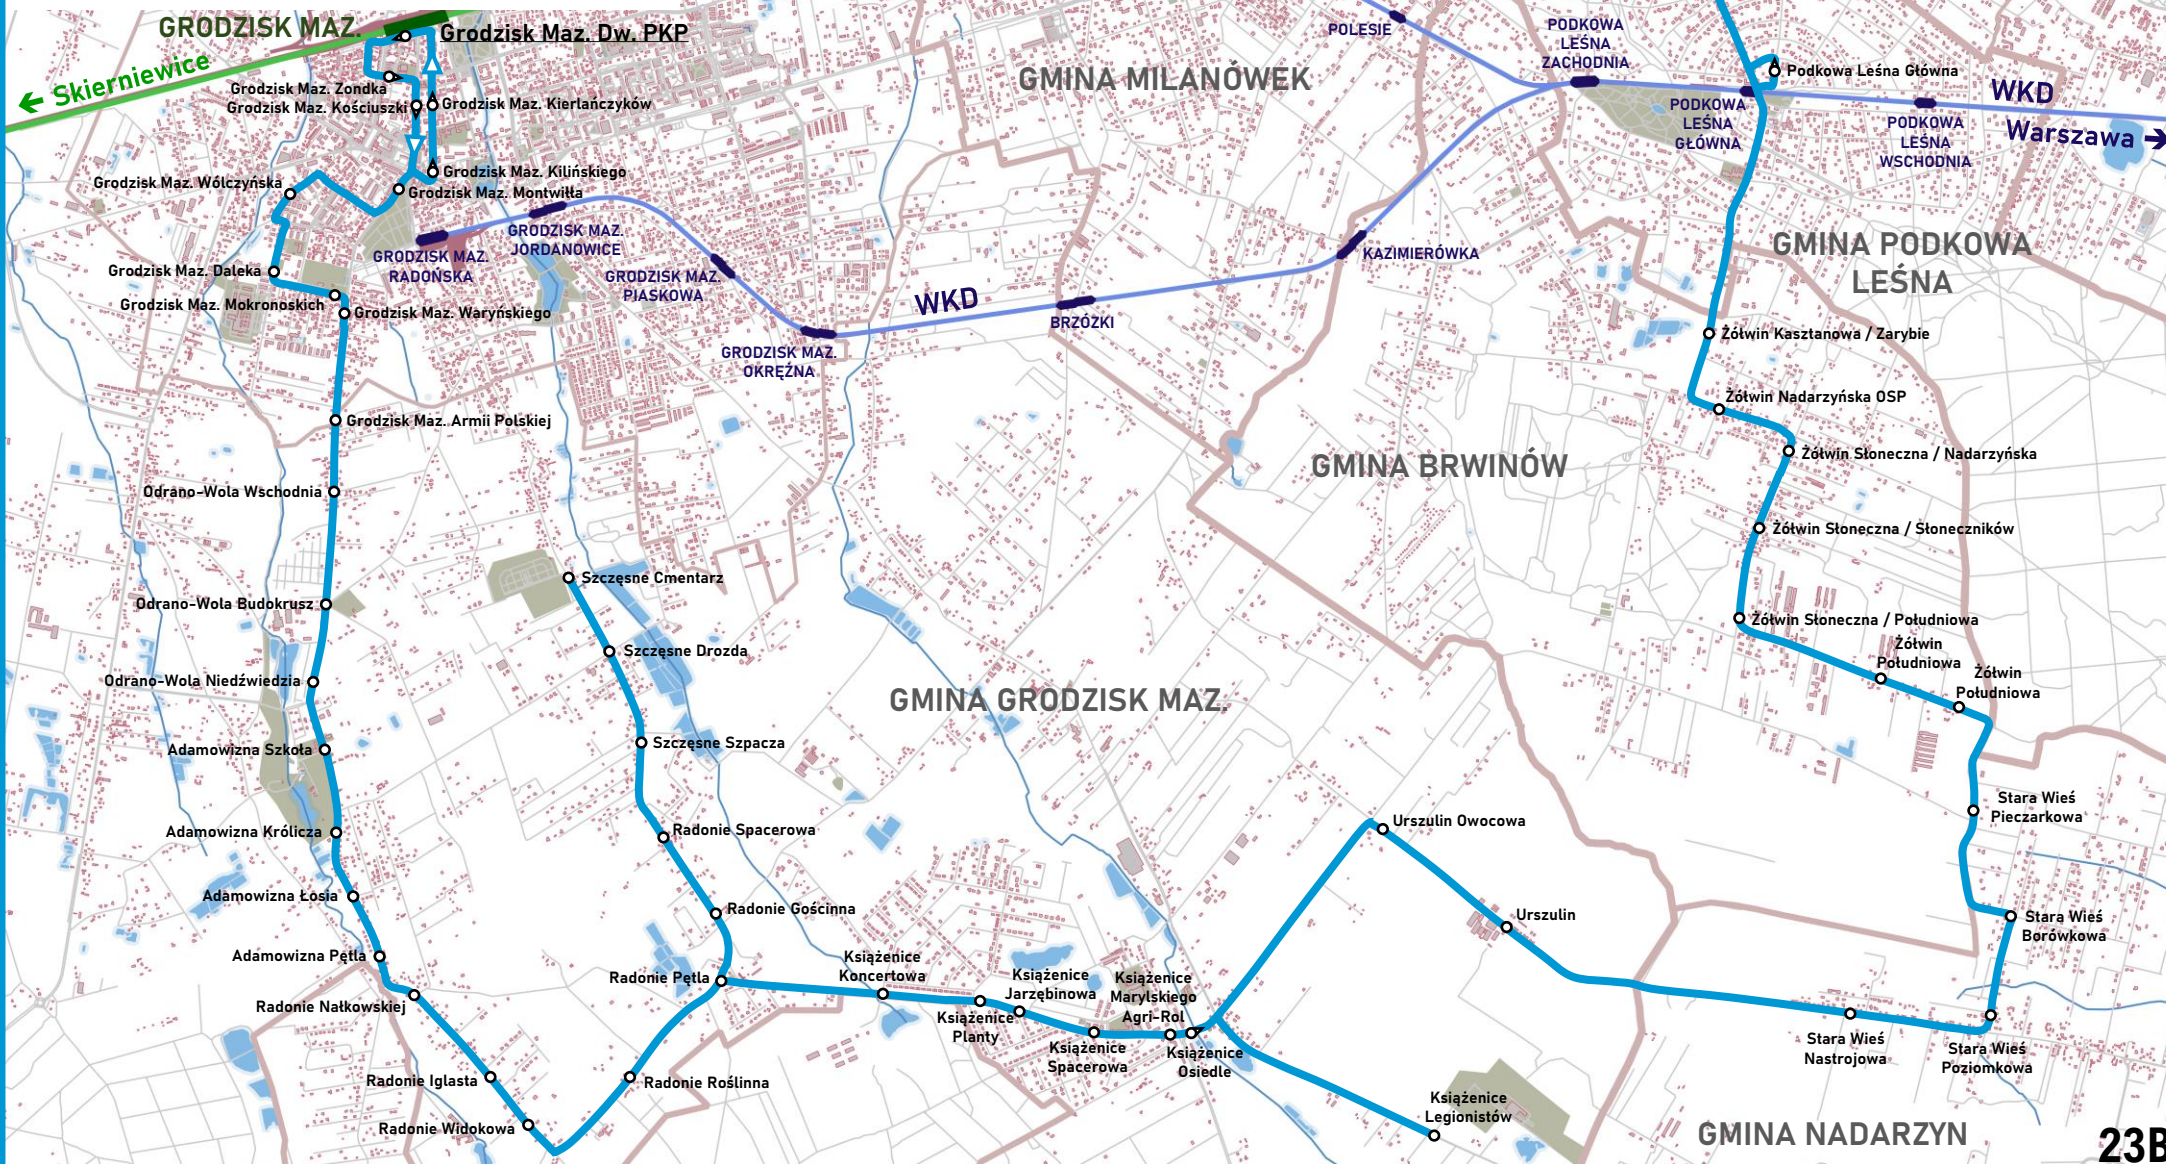 GRODZISK MAZ.
Grodzisk Maz. Dw. PKP
← Skierniewice
Grodzisk Maz. Żondka
Grodzisk Maz. Kościuszki
Grodzisk Maz. Kierlańczyków
Grodzisk Maz. Kilińskiego
Grodzisk Maz. Wólczyńska
Grodzisk Maz. Montwiłła
GRODZISK MAZ.
RADOŃSKA
GRODZISK MAZ.
JORDANOWICE
GRODZISK MAZ.
PIASKOWA
GRODZISK MAZ.
OKRĘŻNA
WKD
BRZÓZKI
KAZIMIERÓWKA
POLESIE
PODKOWA
LEŚNA
ZACHODNIA
PODKOWA
LEŚNA
GŁÓWNA
Podkowa Leśna Główna
PODKOWA
LEŚNA
WSCHODNIA
WKD
Warszawa →
GMINA MILANÓWEK
GMINA PODKOWA
LEŚNA
GMINA BRWINÓW
GMINA GRODZISK MAZ.
GMINA NADARZYN
Grodzisk Maz. Daleka
Grodzisk Maz. Mokronoskich
Grodzisk Maz. Waryńskiego
Grodzisk Maz. Armii Polskiej
Odrano-Wola Wschodnia
Odrano-Wola Budokrusz
Odrano-Wola Niedźwiedzia
Adamowizna Szkoła
Adamowizna Królicza
Adamowizna Łosia
Adamowizna Pętla
Radonie Nałkowskiej
Radonie Iglasta
Radonie Widokowa
Radonie Roślinna
Radonie Pętla
Radonie Gościnna
Radonie Spacerowa
Szczęsne Szpacza
Szczęsne Drozda
Szczęsne Cmentarz
Książenice
Koncertowa
Książenice
Planty
Książenice
Jarzębinowa
Książenice
Spacerowa
Książenice
Marylskiego
Agri-Rol
Książenice
Osiedle
Książenice
Legionistów
Urszulin Owocowa
Urszulin
Stara Wieś
Nastrojowa
Stara Wieś
Poziomkowa
Stara Wieś
Borówkowa
Stara Wieś
Pieczarkowa
Żółwin
Południowa
Żółwin
Południowa
Żółwin Słoneczna / Południowa
Żółwin Słoneczna / Słoneczników
Żółwin Słoneczna / Nadarzyńska
Żółwin Nadarzyńska OSP
Żółwin Kasztanowa / Zarybie
23B